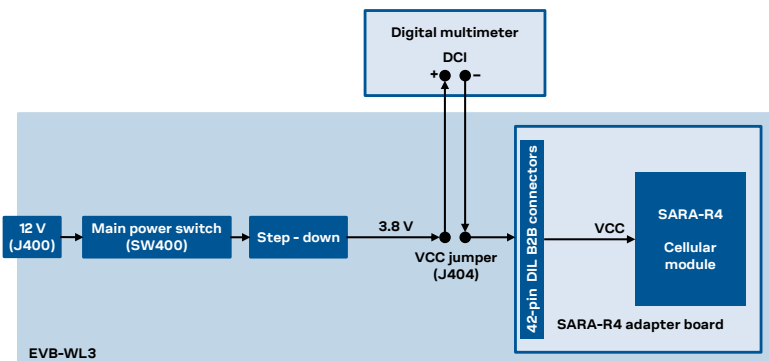 Digital multimeter
DCI
+ −
12 V
(J400)
Main power switch
(SW400)
Step - down
3.8 V
VCC jumper
(J404)
42-pin DIL B2B connectors
VCC
SARA-R4
Cellular
module
SARA-R4 adapter board
EVB-WL3